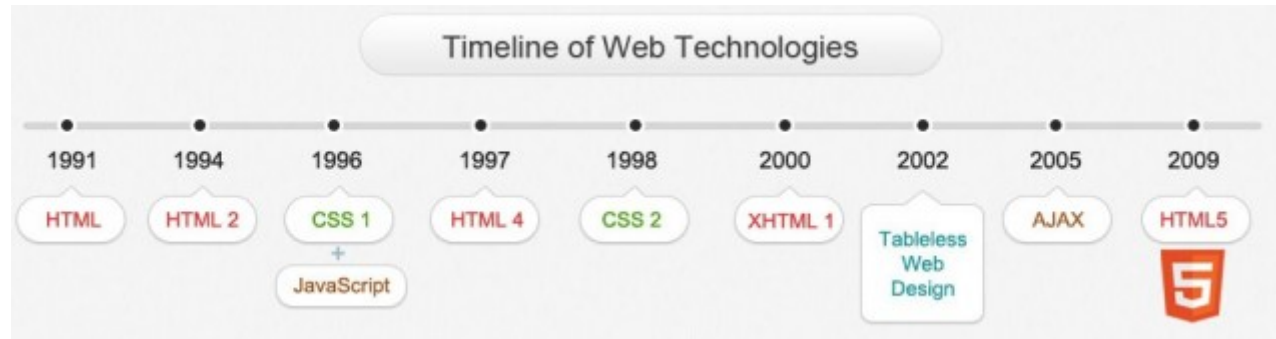 Timeline of Web Technologies
1991 1994 1996 1997 1998 2000 2002 2005 2009
HTML HTML 2 CSS 1 HTML 4 CSS 2 XHTML 1 Tableless Web Design AJAX HTML5
+
JavaScript
5